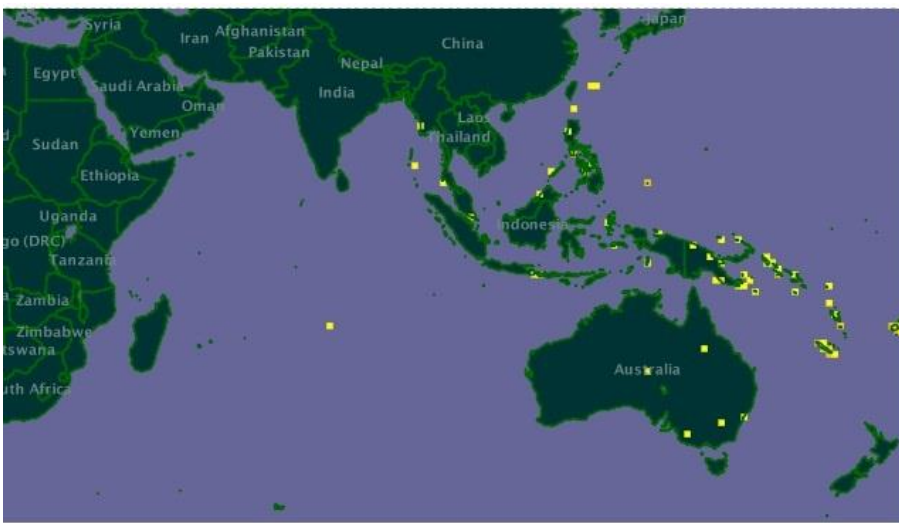 Syria
Japan
Iran
Afghanistan
China
Pakistan
Nepal
Egypt
Saudi Arabia
India
Oman
Laos
Yemen
Thailand
Sudan
Ethiopia
Uganda
Indonesia
go (DRC)
Tanzania
Zambia
Zimbabwe
tswana
Australia
uth Africa